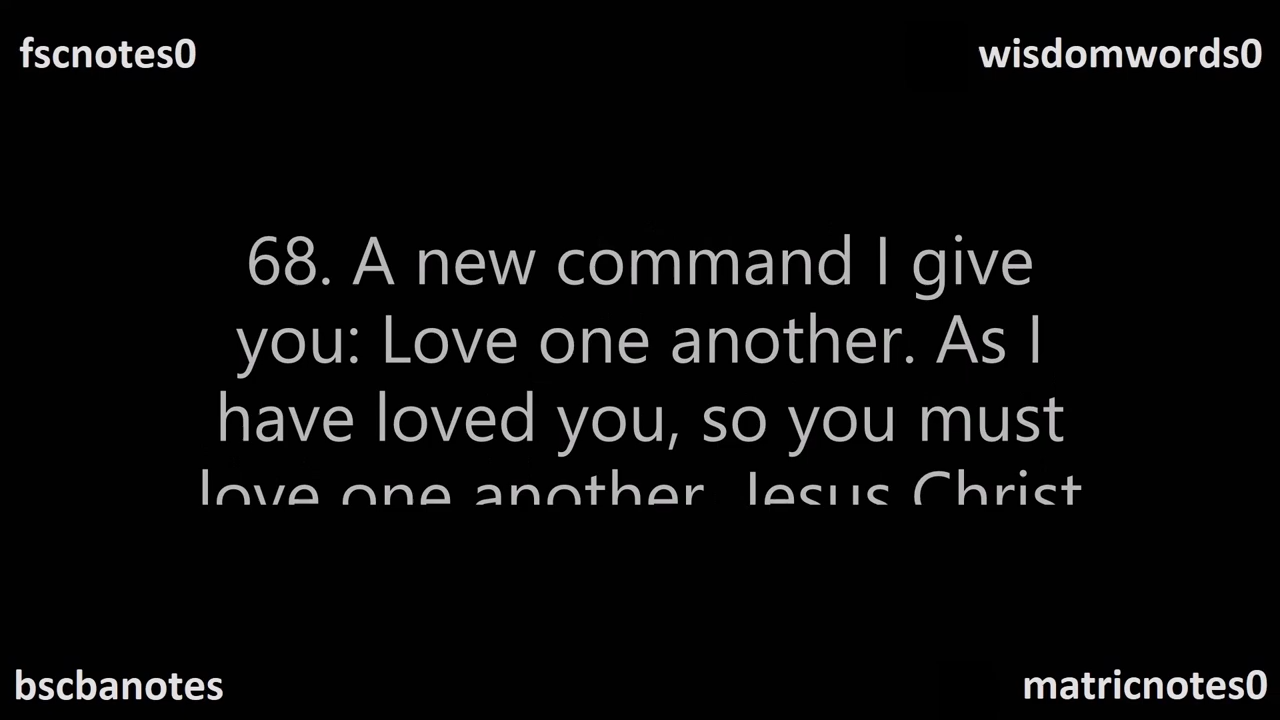 fscnotes0
wisdomwords0
68. A new command I give
you: Love one another. As I
have loved you, so you must
love one another. Jesus Christ
bscbanotes
matricnotes0